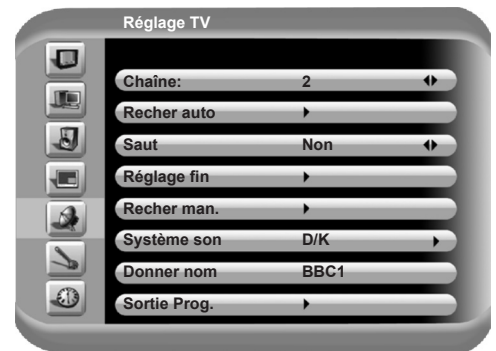 Réglage TV
Chaîne: 2
Recher auto
Saut Non
Réglage fin
Recher man.
Système son D/K
Donner nom BBC1
Sortie Prog.